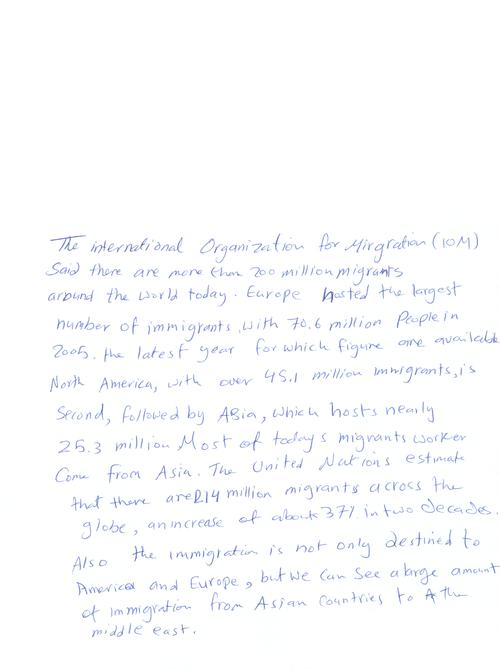 The international Organization for Mirgration (IOM)
Said there are more than 200 million migrants
around the world today. Europe hosted the largest
number of immigrants, with 70.6 million People in
2005. the latest year for which figure are available
North America, with over 45.1 million immigrants, is
Second, followed by Asia, which hosts nearly
25.3 million Most of today's migrants worker
Come from Asia. The United Nations estimate
that there are 214 million migrants across the
globe, an increase of about 37% in two decades.
Also the immigration is not only destined to
America and Europe, but we can see a large amount
of immigration from Asian Countries to the
middle east.